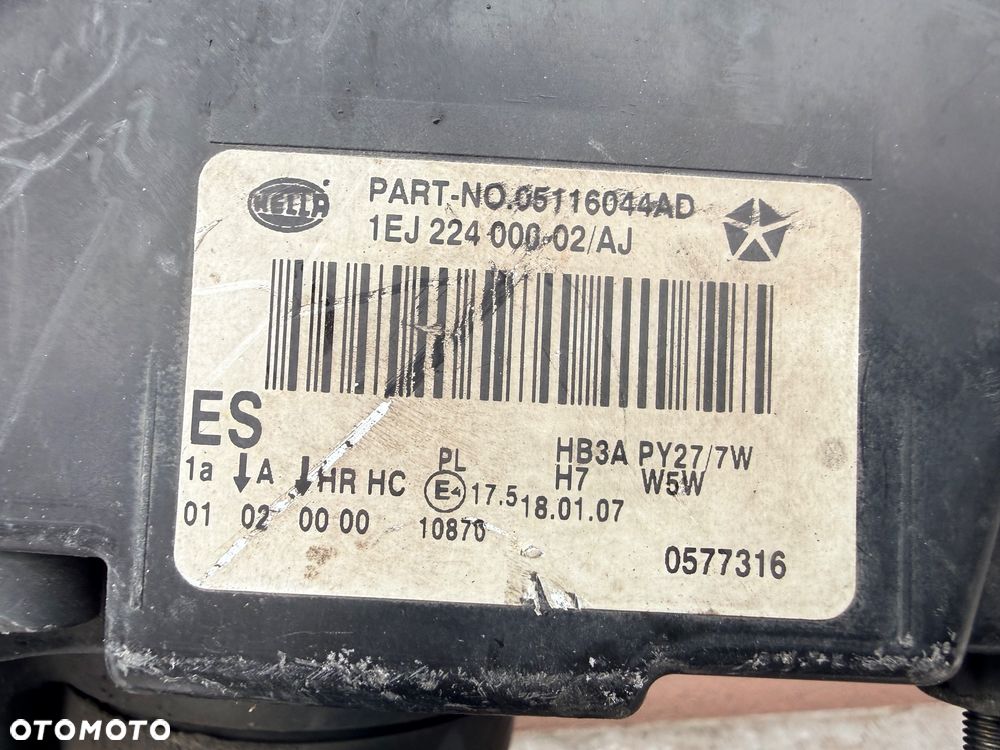 HELLA
PART-NO.05116044AD
1EJ 224 000-02/AJ
ES
1a A HR HC
01 02 00 00
PL
E4 17.5
10870
HB3A PY27/7W
H7 W5W
18.01.07
0577316
OTOMOTO